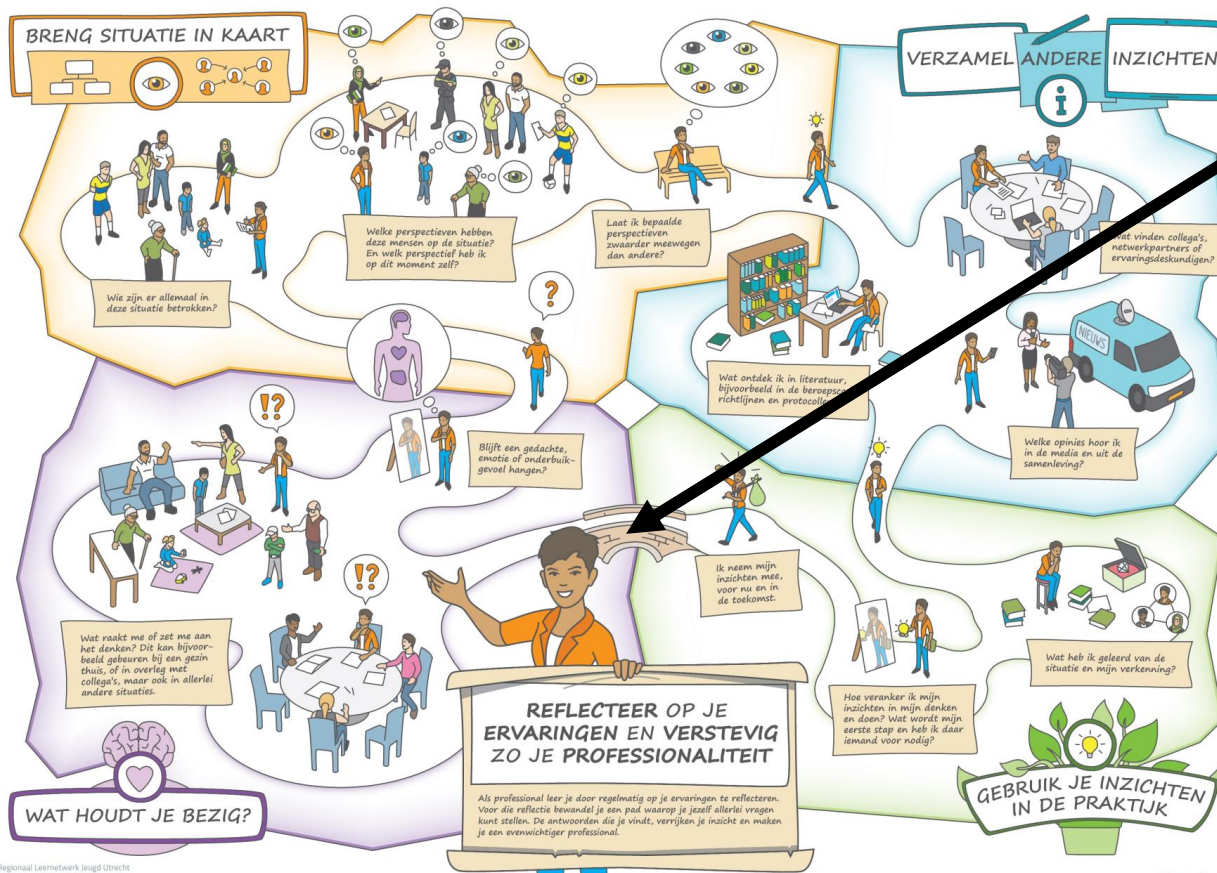 BRENG SITUATIE IN KAART
Wie zijn er allemaal in
deze situatie betrokken?
Welke perspectieven hebben
deze mensen op de situatie?
En welk perspectief heb ik
op dit moment zelf?
Laat ik bepaalde
perspectieven
zwaarder meewegen
dan andere?
VERZAMEL ANDERE INZICHTEN
i
Wat vinden collega's,
netwerkpartners of
ervaringsdeskundigen?
Wat ontdek ik in literatuur,
bijvoorbeeld in de
richtlijnen en
NIEUWS
Welke opinies hoor ik
in de media en uit de
samenleving?
?
Blijft een gedachte,
emotie of onderbuik-
gevoel hangen?
!?
!?
Wat raakt me of zet me aan
het denken? Dit kan bijvoor-
beeld gebeuren bij een gezin
thuis, of in overleg met
collega's, maar ook in allerlei
andere situaties.
WAT HOUDT JE BEZIG?
Ik neem mijn
inzichten mee,
voor nu en in
de toekomst.
Hoe veranker ik mijn
inzichten in mijn denken
en doen? Wat wordt mijn
eerste stap en heb ik daar
iemand voor nodig?
Wat heb ik geleerd van de
situatie en mijn verkenning?
GEBRUIK JE INZICHTEN
IN DE PRAKTIJK
REFLECTEER OP JE
ERVARINGEN EN VERSTEVIG
ZO JE PROFESSIONALITEIT
Als professional leer je door regelmatig op je ervaringen te reflecteren.
Voor die reflectie bewandel je een pad waarop je jezelf allerlei vragen
kunt stellen. De antwoorden die je vindt, verrijken je inzicht en maken
je een evenwichtiger professional.
Regionaal Leernetwerk Jeugd Utrecht